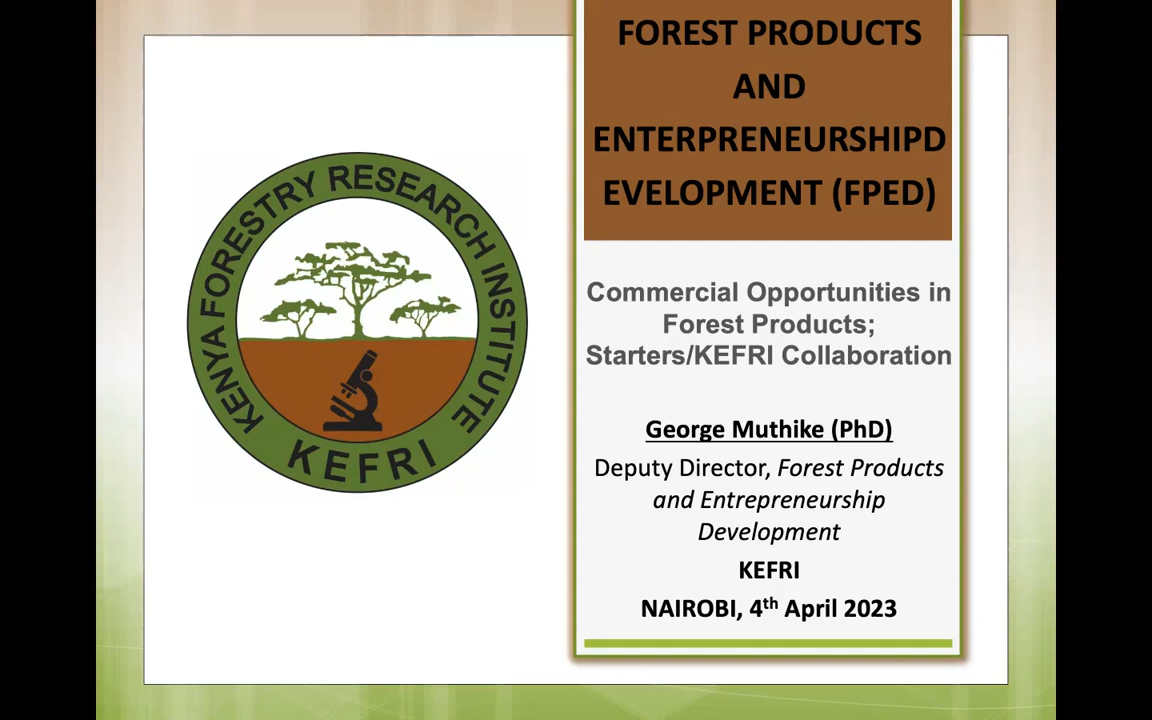 KENYA FORESTRY RESEARCH INSTITUTE
KEFRI
FOREST PRODUCTS
AND
ENTERPRENEURSHIPD
EVELOPMENT (FPED)
Commercial Opportunities in
Forest Products;
Starters/KEFRI Collaboration
George Muthike (PhD)
Deputy Director, Forest Products
and Entrepreneurship
Development
KEFRI
NAIROBI, 4th April 2023